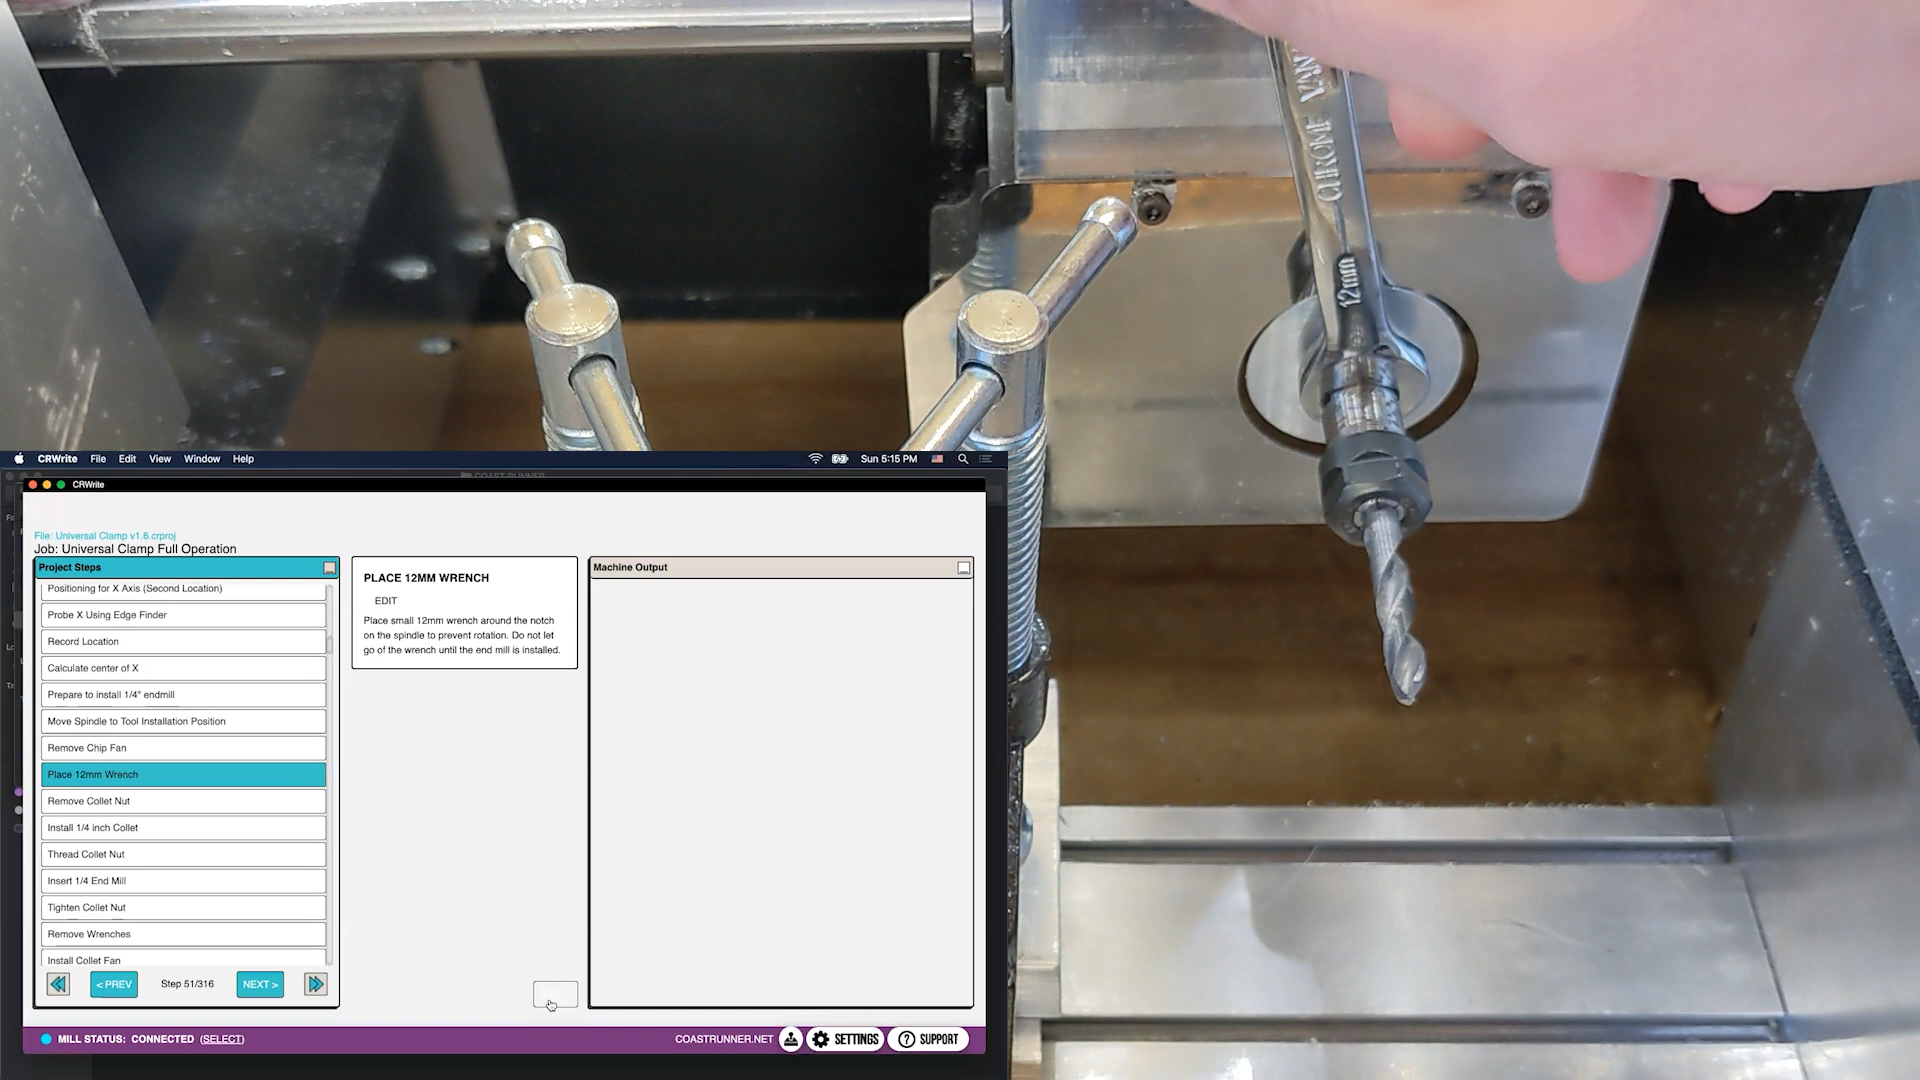 CHROME VAN
12mm
CRWrite File Edit View Window Help
Sun 5:15 PM
COAST RUNNER
CRWrite
File: Universal Clamp v1.6.crproj
Job: Universal Clamp Full Operation
Project Steps
Positioning for X Axis (Second Location)
Probe X Using Edge Finder
Record Location
Calculate center of X
Prepare to install 1/4" endmill
Move Spindle to Tool Installation Position
Remove Chip Fan
Place 12mm Wrench
Remove Collet Nut
Install 1/4 inch Collet
Thread Collet Nut
Insert 1/4 End Mill
Tighten Collet Nut
Remove Wrenches
Install Collet Fan
< PREV
Step 51/316
NEXT >
PLACE 12MM WRENCH
EDIT
Place small 12mm wrench around the notch
on the spindle to prevent rotation. Do not let
go of the wrench until the end mill is installed.
Machine Output
MILL STATUS: CONNECTED (SELECT)
COASTRUNNER.NET
SETTINGS
? SUPPORT